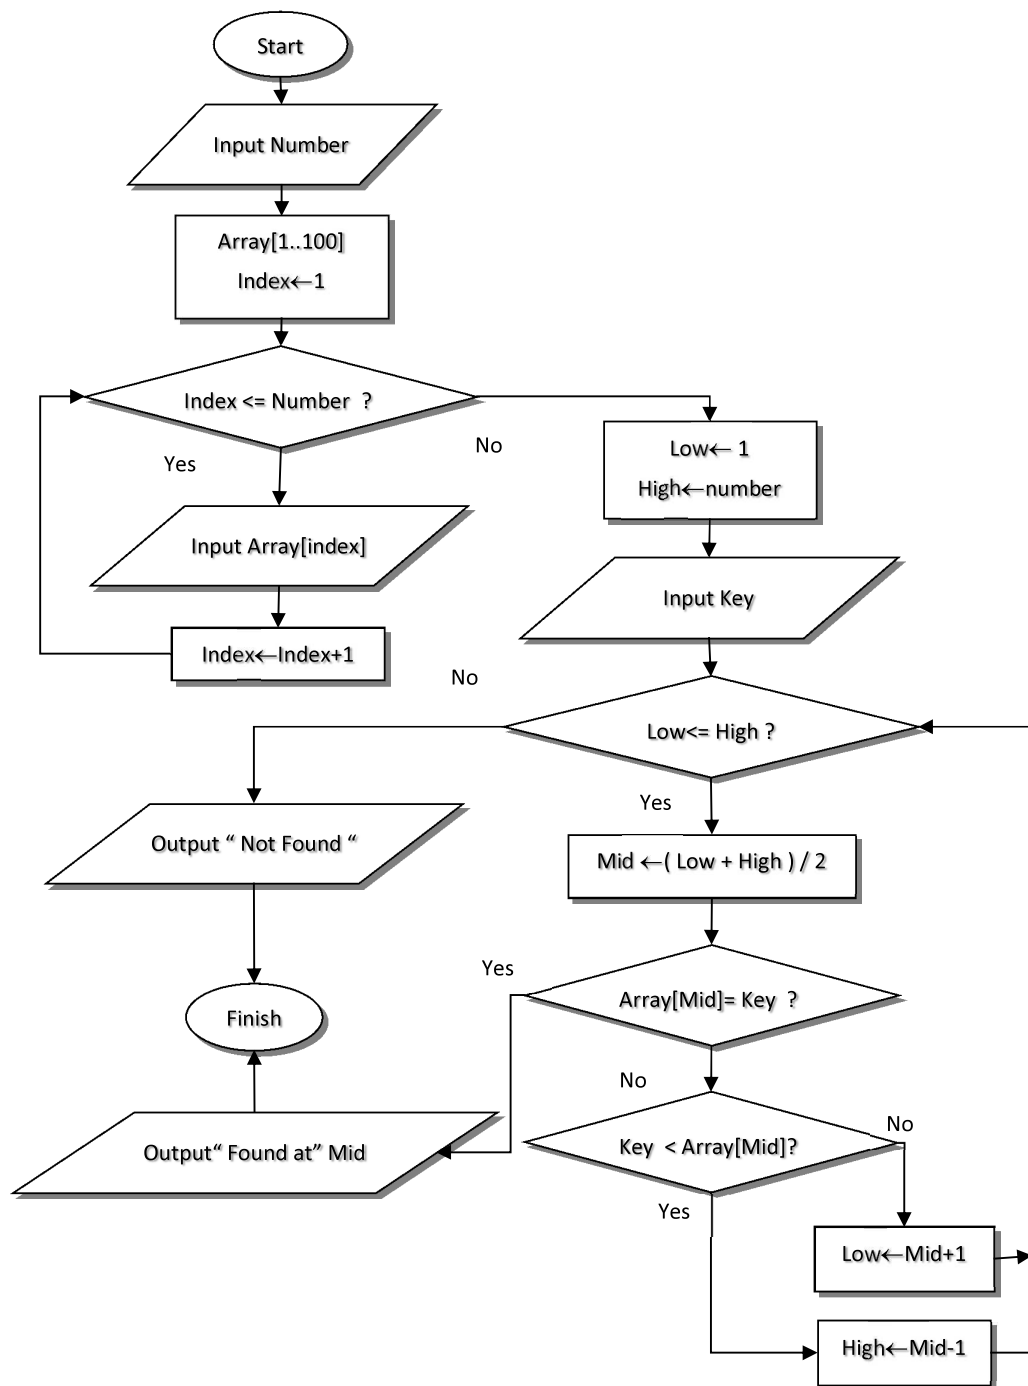 Start
Input Number
Array[1..100]
Index←1
Index <= Number ?
No
Yes
Low← 1
High←number
Input Array[index]
Input Key
Index←Index+1
No
Low<= High ?
Yes
Output “ Not Found “
Mid ←( Low + High ) / 2
Yes
Array[Mid]= Key ?
Finish
No
Output“ Found at” Mid
Key < Array[Mid]?
No
Yes
Low←Mid+1
High←Mid-1